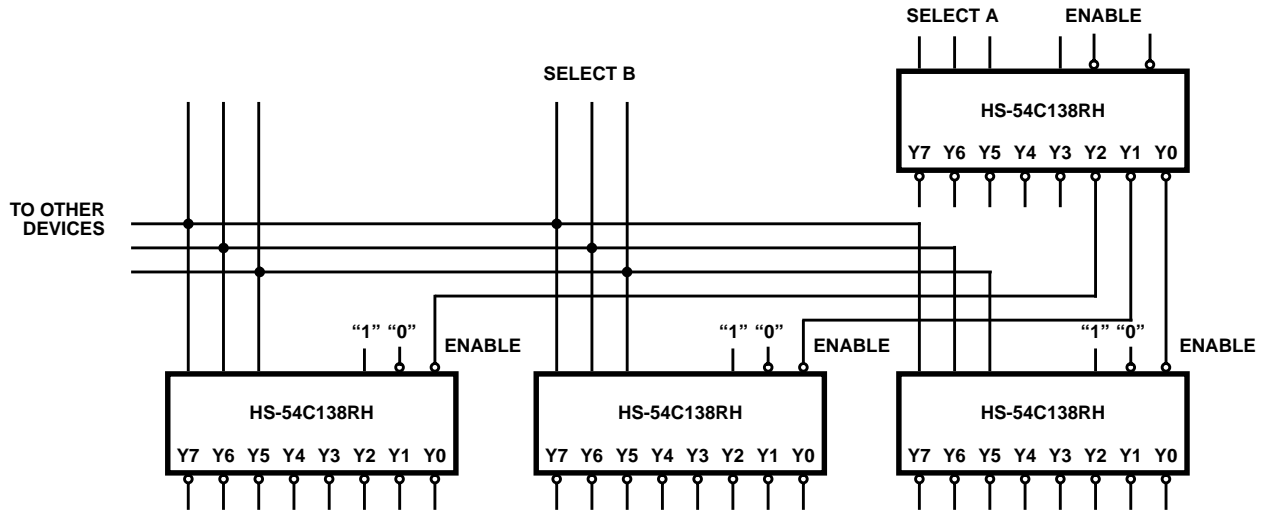 SELECT A ENABLE
HS-54C138RH
Y7 Y6 Y5 Y4 Y3 Y2 Y1 Y0
SELECT B
TO OTHER
DEVICES
“1” “0” ENABLE
HS-54C138RH
Y7 Y6 Y5 Y4 Y3 Y2 Y1 Y0
“1” “0” ENABLE
HS-54C138RH
Y7 Y6 Y5 Y4 Y3 Y2 Y1 Y0
“1” “0” ENABLE
HS-54C138RH
Y7 Y6 Y5 Y4 Y3 Y2 Y1 Y0